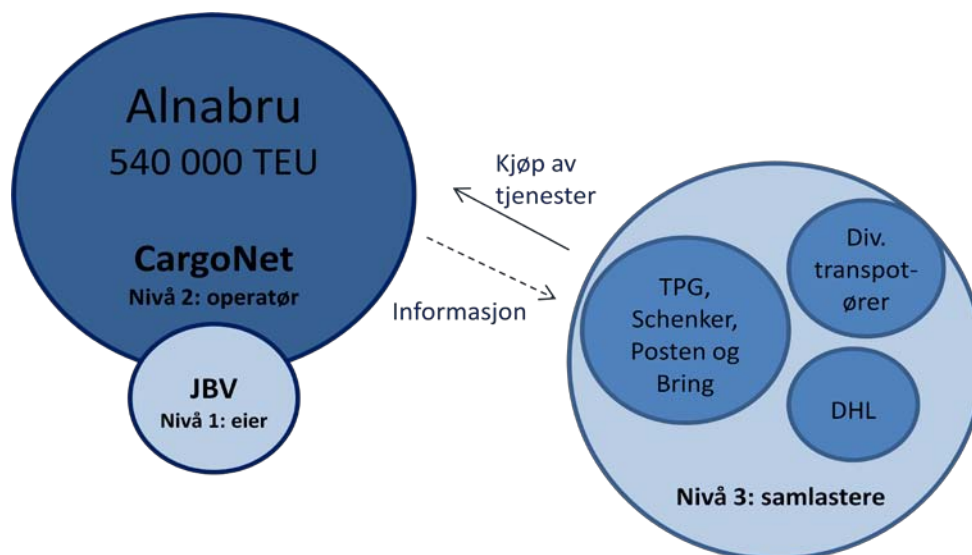 Alnabru
540 000 TEU
CargoNet
Nivå 2: operatør
JBV
Nivå 1: eier
Kjøp av
tjenester
Informasjon
TPG,
Schenker,
Posten og
Bring
Div.
transpot-
ører
DHL
Nivå 3: samlastere